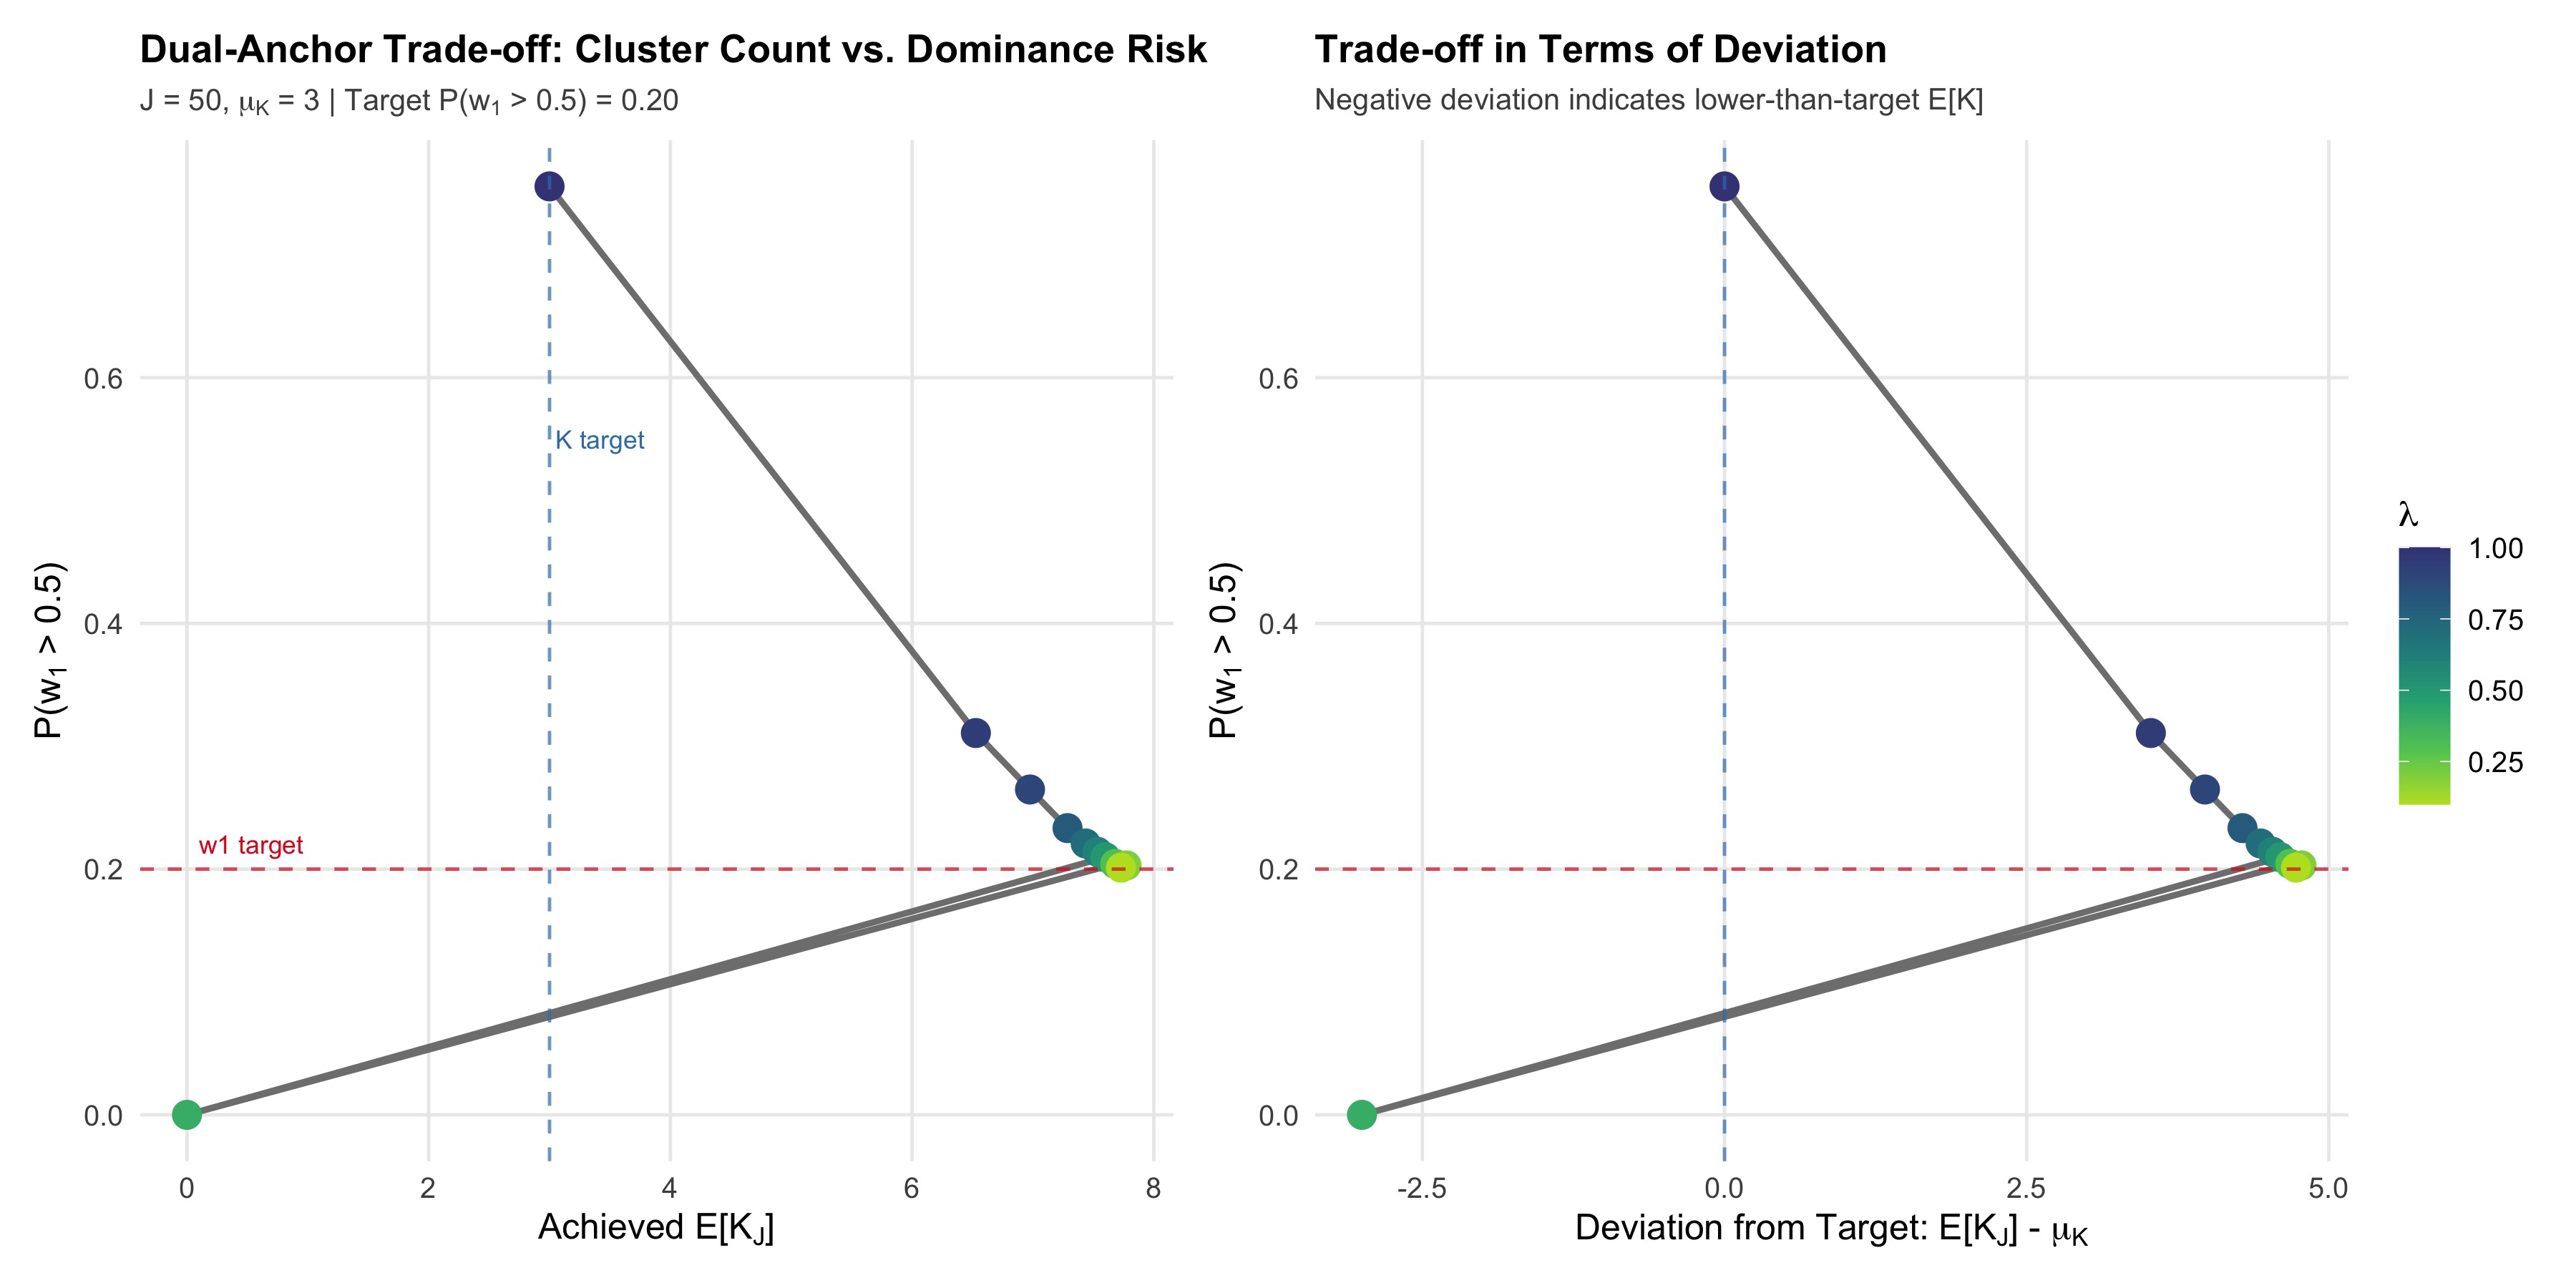 Dual-Anchor Trade-off: Cluster Count vs. Dominance Risk
J = 50, μK = 3 | Target P(w1 > 0.5) = 0.20
P(w1 > 0.5)
0.6
0.4
0.2
0.0
K target
w1 target
0 2 4 6 8
Achieved E[KJ]
Trade-off in Terms of Deviation
Negative deviation indicates lower-than-target E[K]
P(w1 > 0.5)
0.6
0.4
0.2
0.0
-2.5 0.0 2.5 5.0
Deviation from Target: E[KJ] - μK
λ
1.00
0.75
0.50
0.25